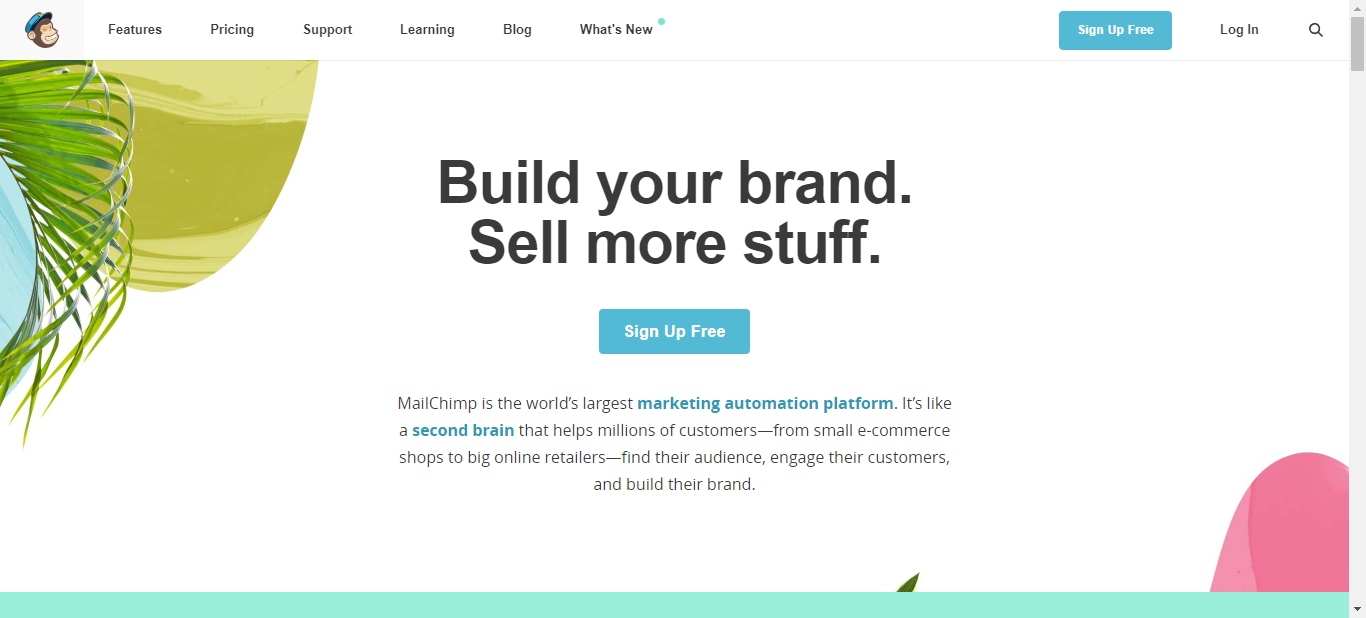 Features Pricing Support Learning Blog What's New Sign Up Free Log In
Build your brand.
Sell more stuff.
Sign Up Free
MailChimp is the world’s largest marketing automation platform. It’s like
a second brain that helps millions of customers—from small e-commerce
shops to big online retailers—find their audience, engage their customers,
and build their brand.